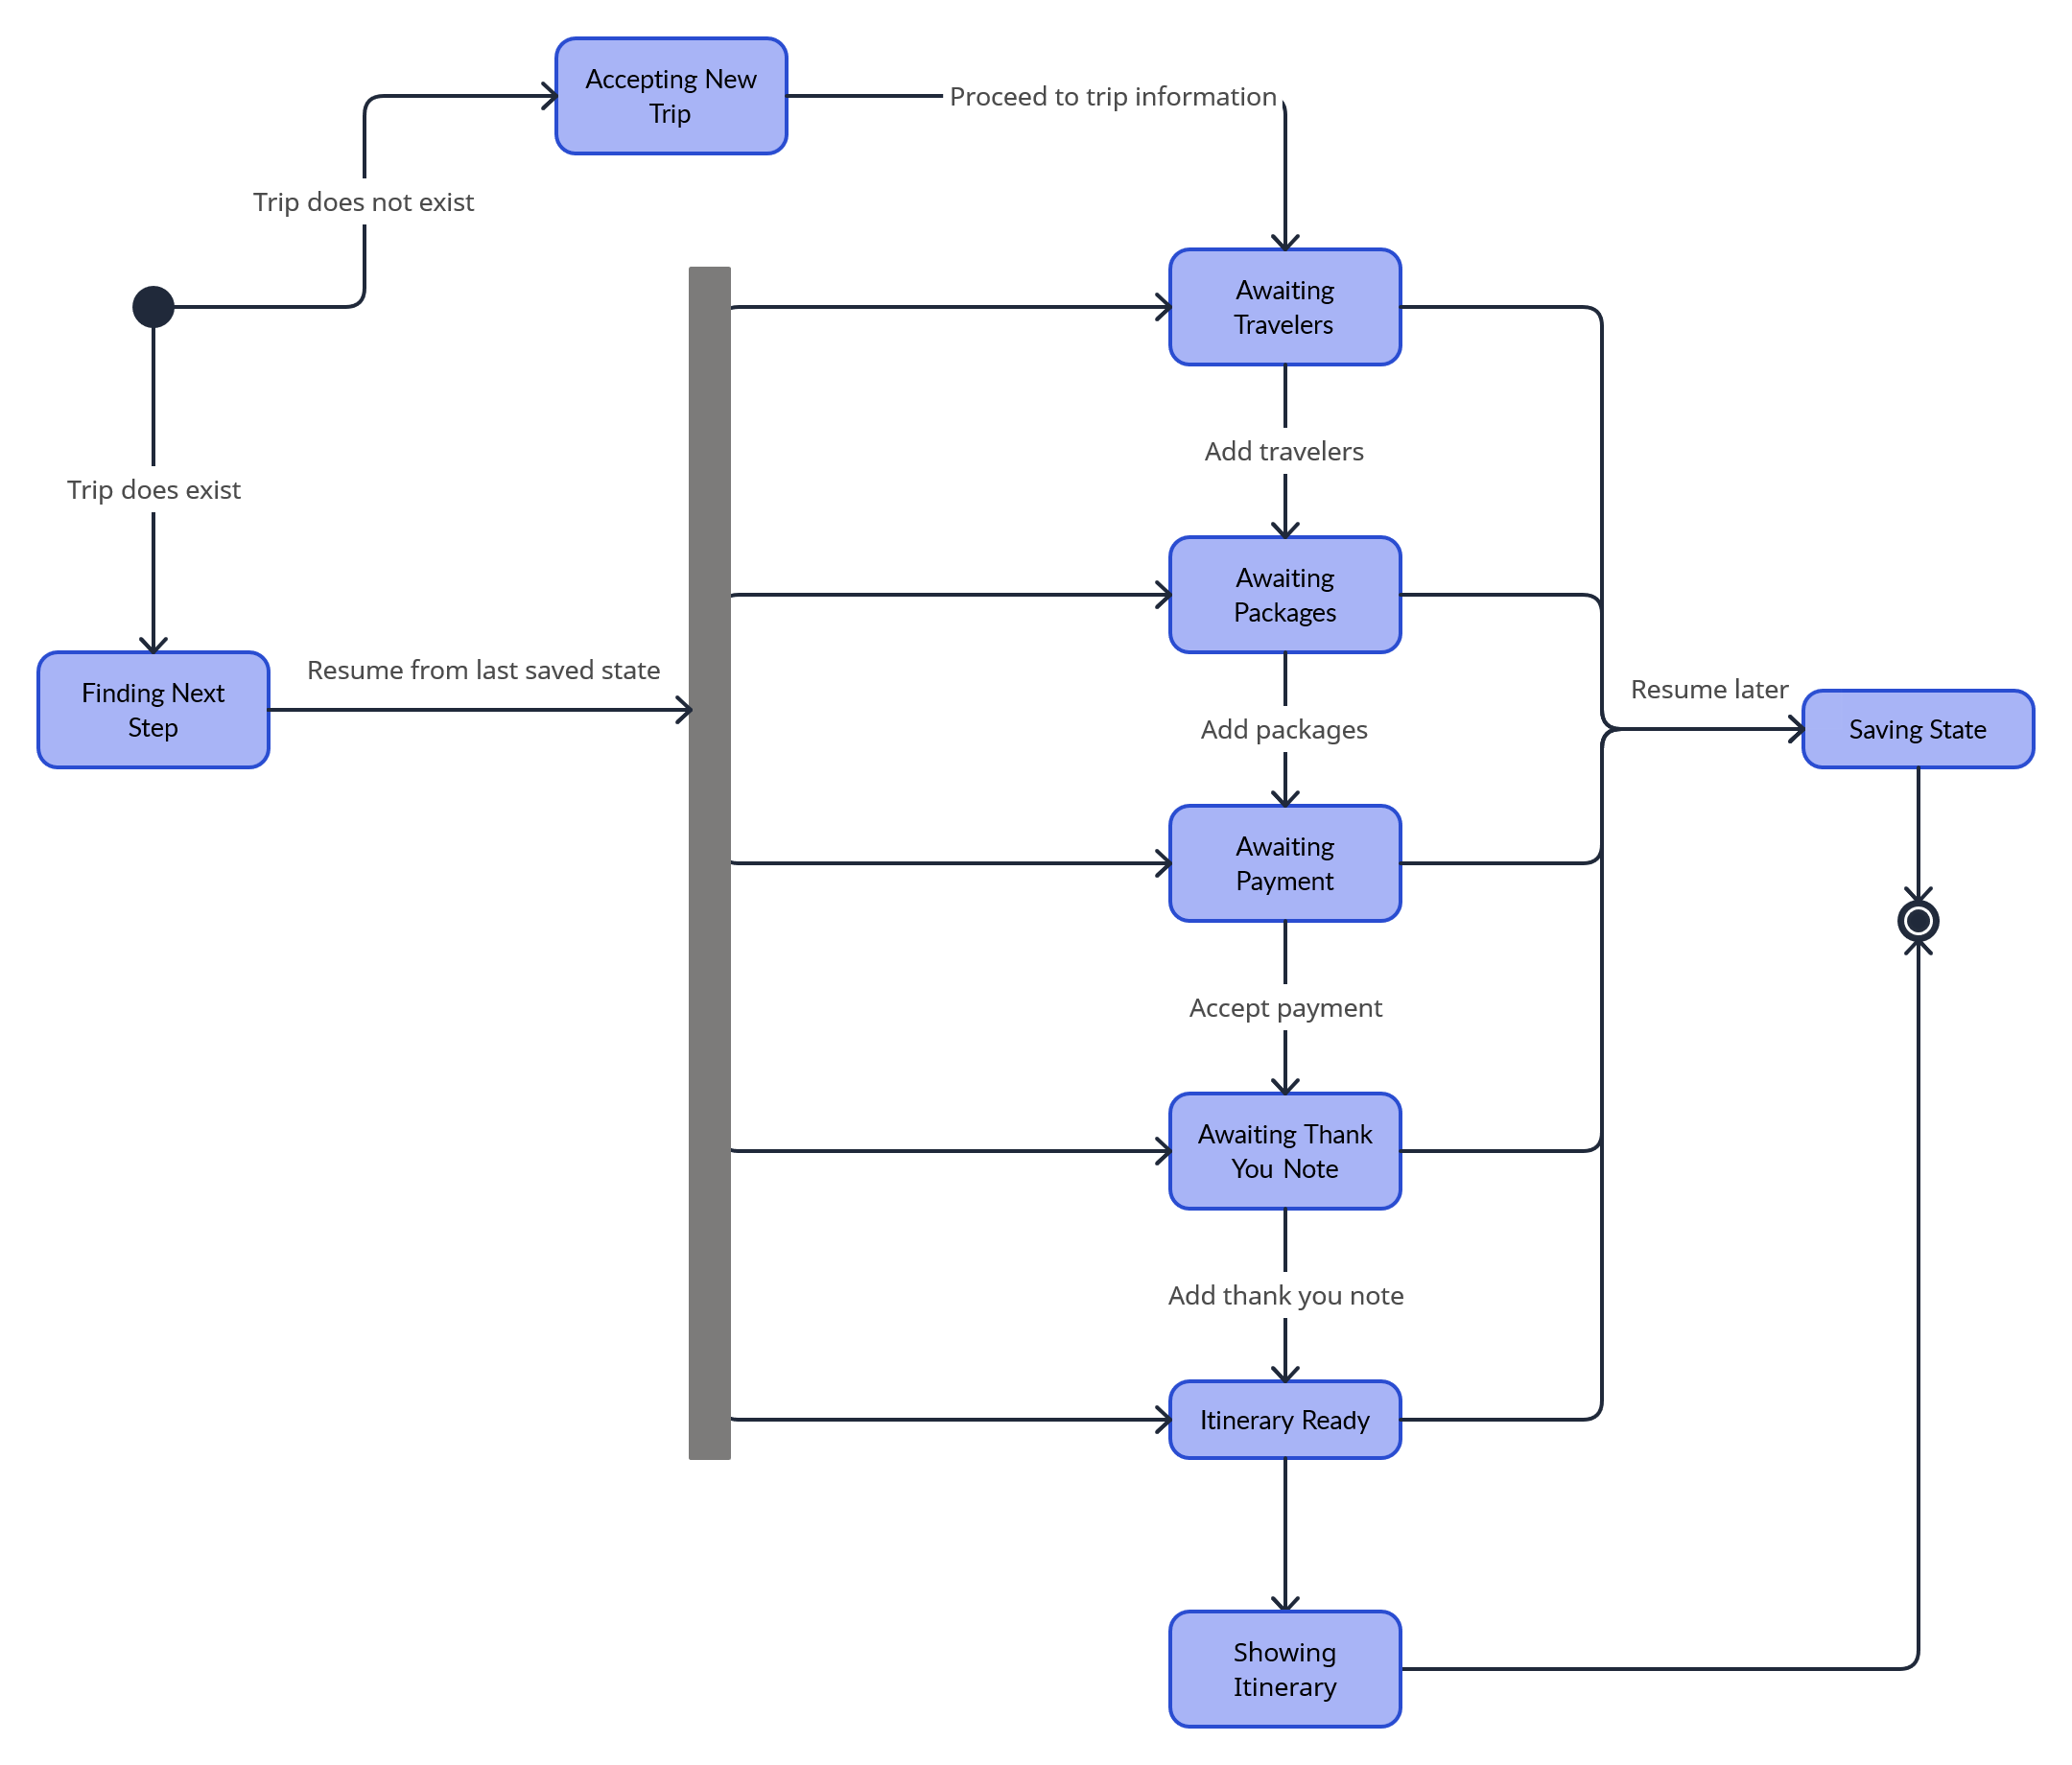 Accepting New
Trip
Proceed to trip information
Trip does not exist
Awaiting
Travelers
Add travelers
Trip does exist
Awaiting
Packages
Finding Next
Step
Resume from last saved state
Resume later
Saving State
Add packages
Awaiting
Payment
Accept payment
Awaiting Thank
You Note
Add thank you note
Itinerary Ready
Showing
Itinerary